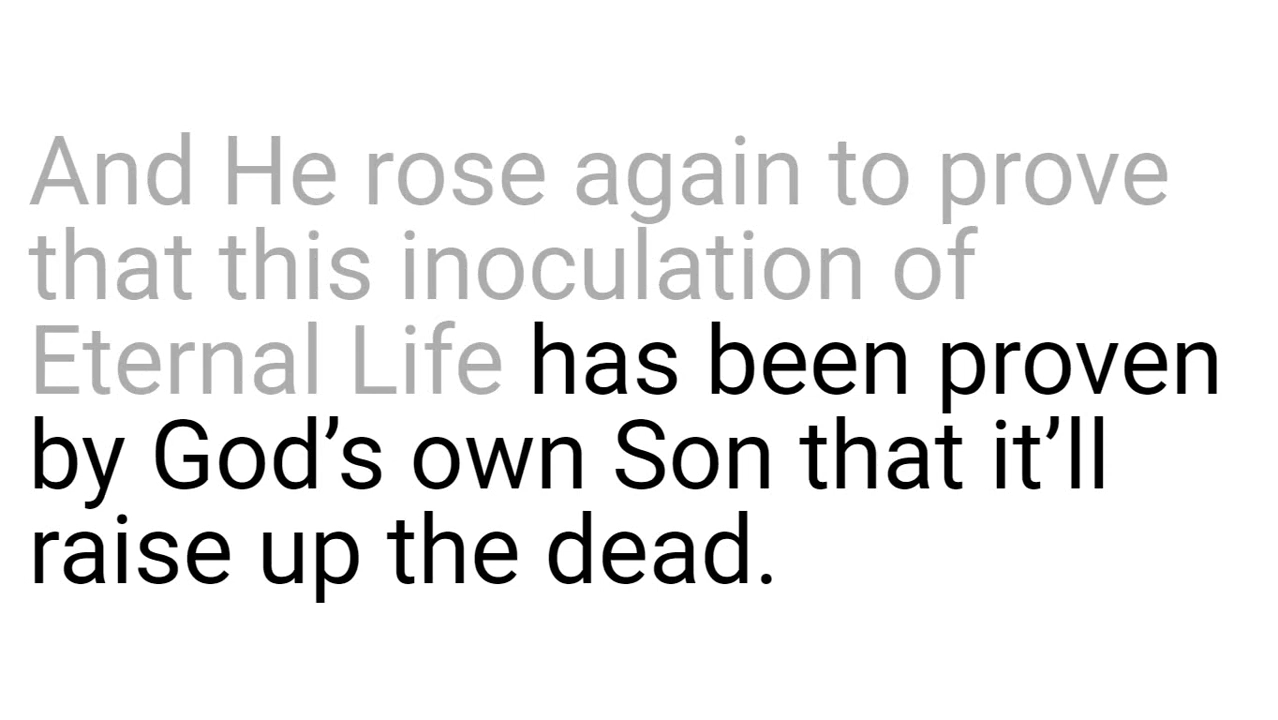 And He rose again to prove
that this inoculation of
Eternal Life has been proven
by God’s own Son that it’ll
raise up the dead.